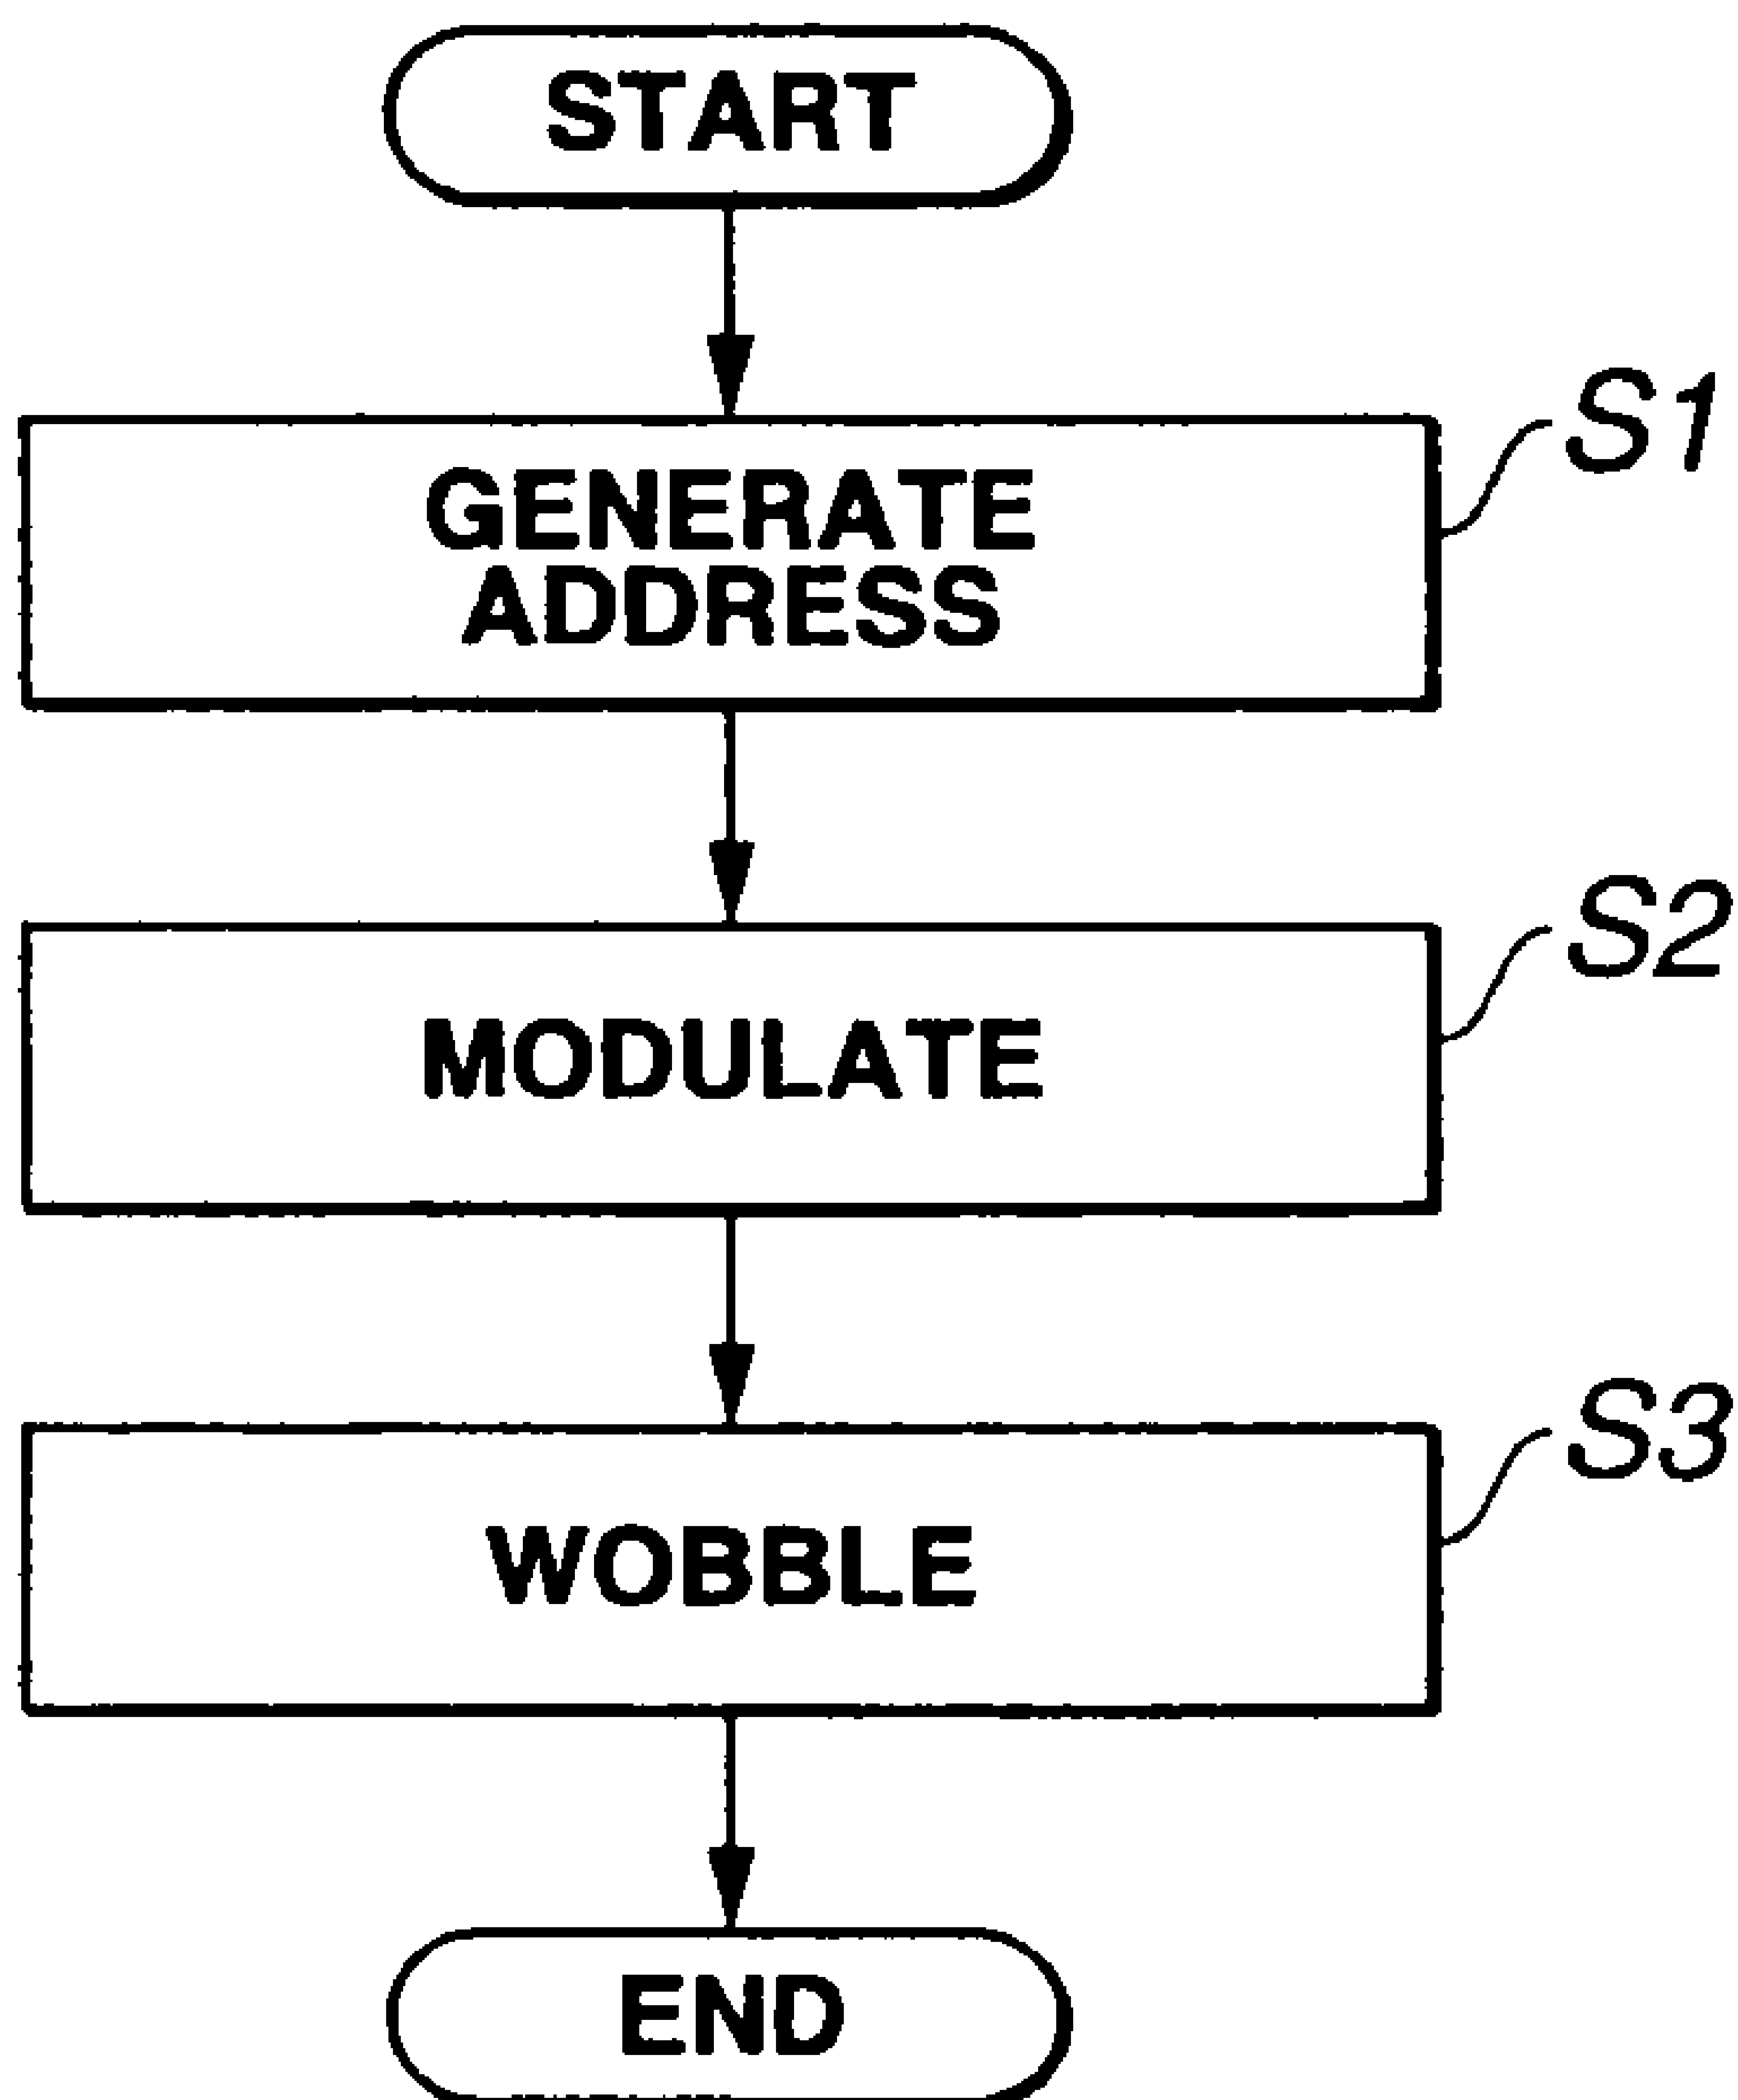 START
S1
GENERATE
ADDRESS
S2
MODULATE
S3
WOBBLE
END